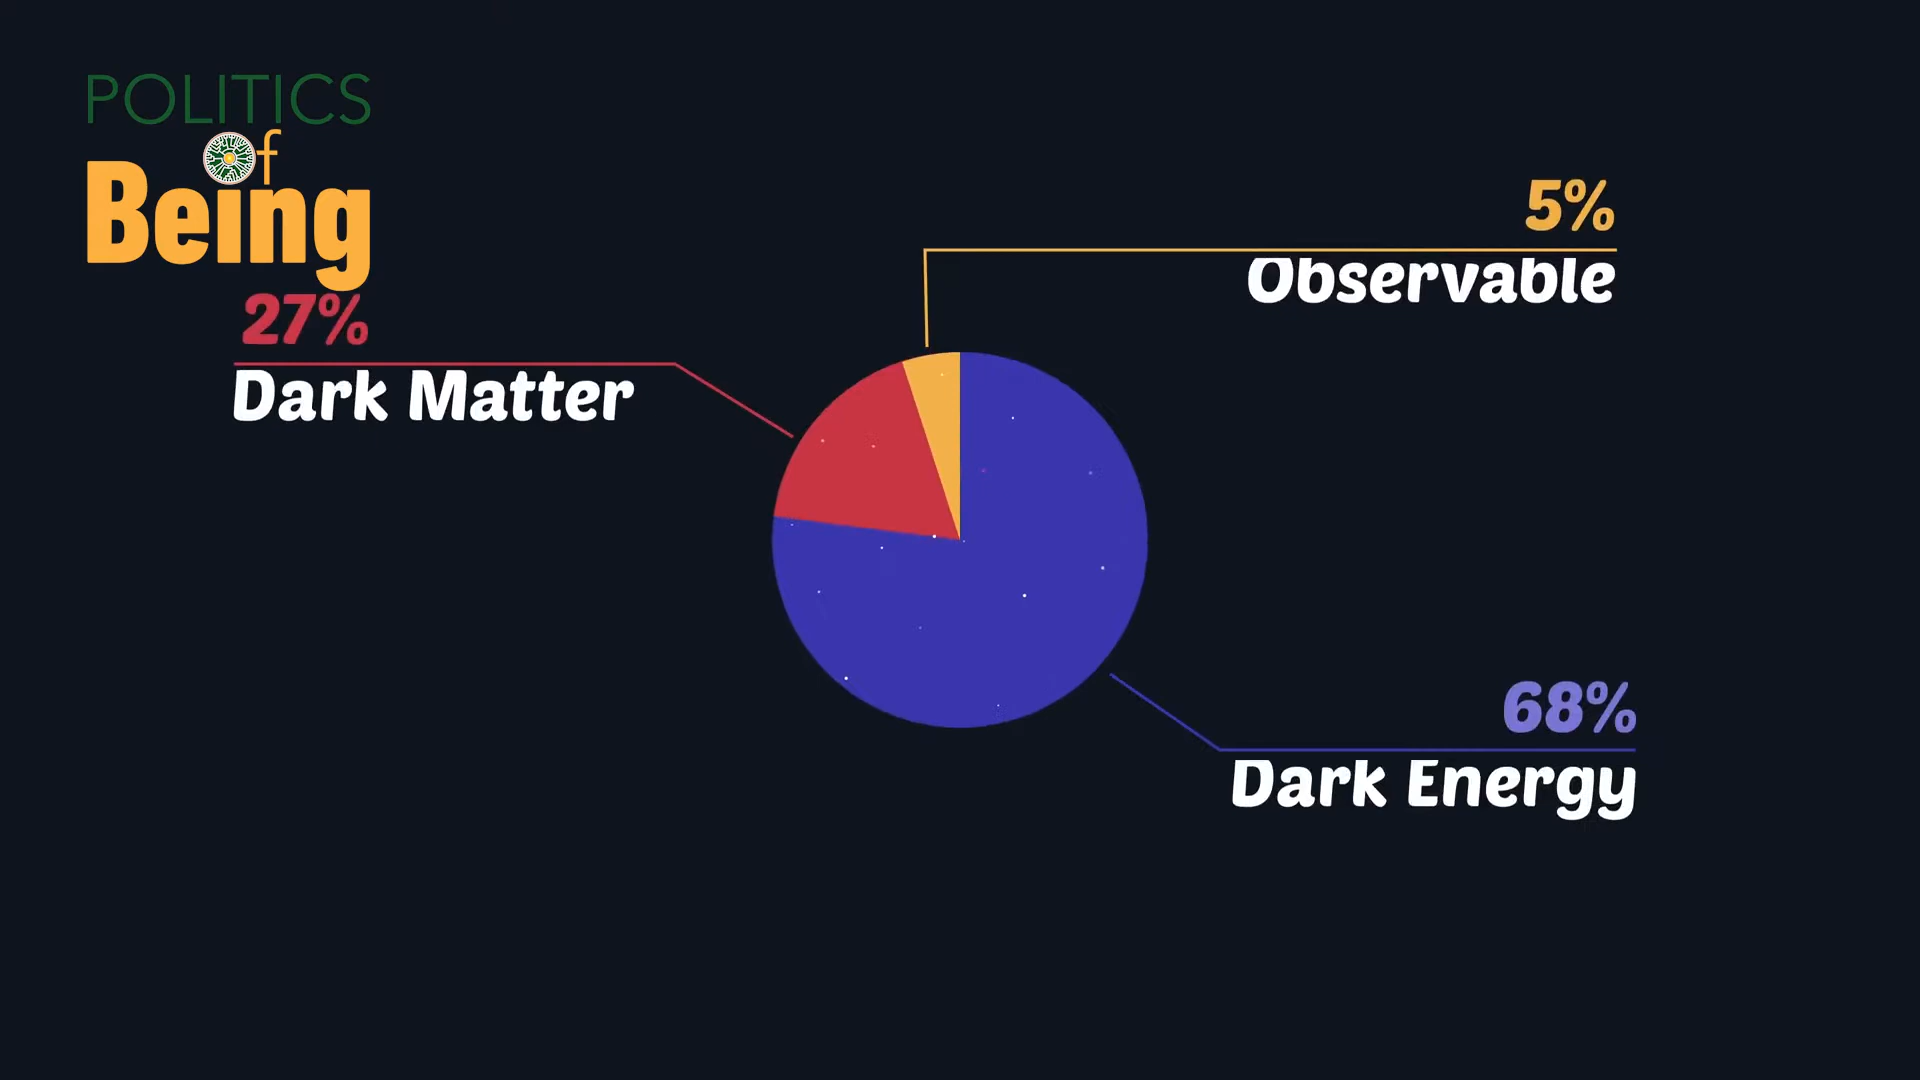 POLITICS
Of
Being
5%
Observable
27%
Dark Matter
68%
Dark Energy